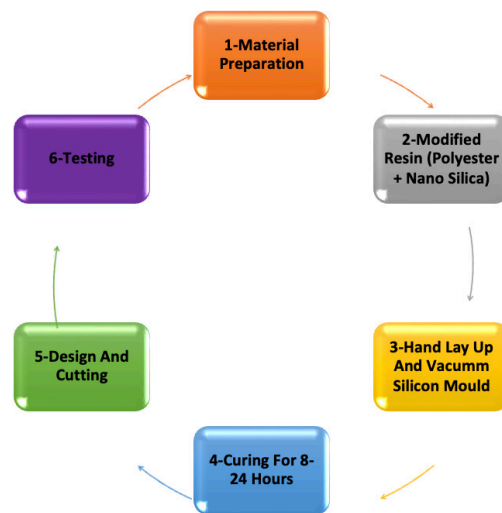 1-Material
Preparation
2-Modified
Resin (Polyester
+ Nano Silica)
3-Hand Lay Up
And Vacumm
Silicon Mould
4-Curing For 8-
24 Hours
5-Design And
Cutting
6-Testing